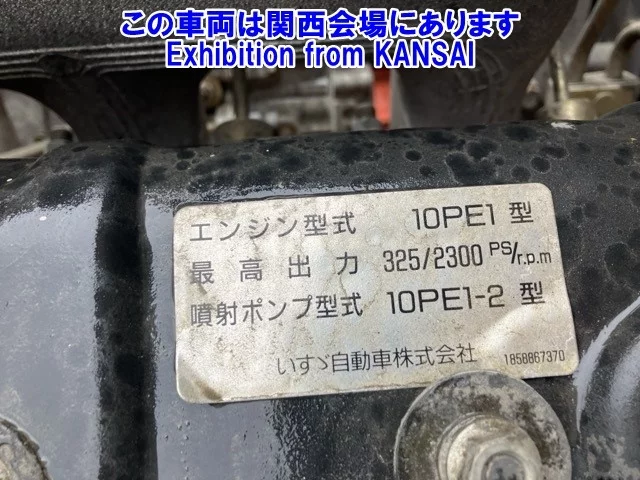 この車両は関西会場にあります
Exhibition from KANSAI
エンジン型式 10PE1 型
最高出力 325/2300 PS/r.p.m
噴射ポンプ型式 10PE1-2 型
いすゞ自動車株式会社 1858867370